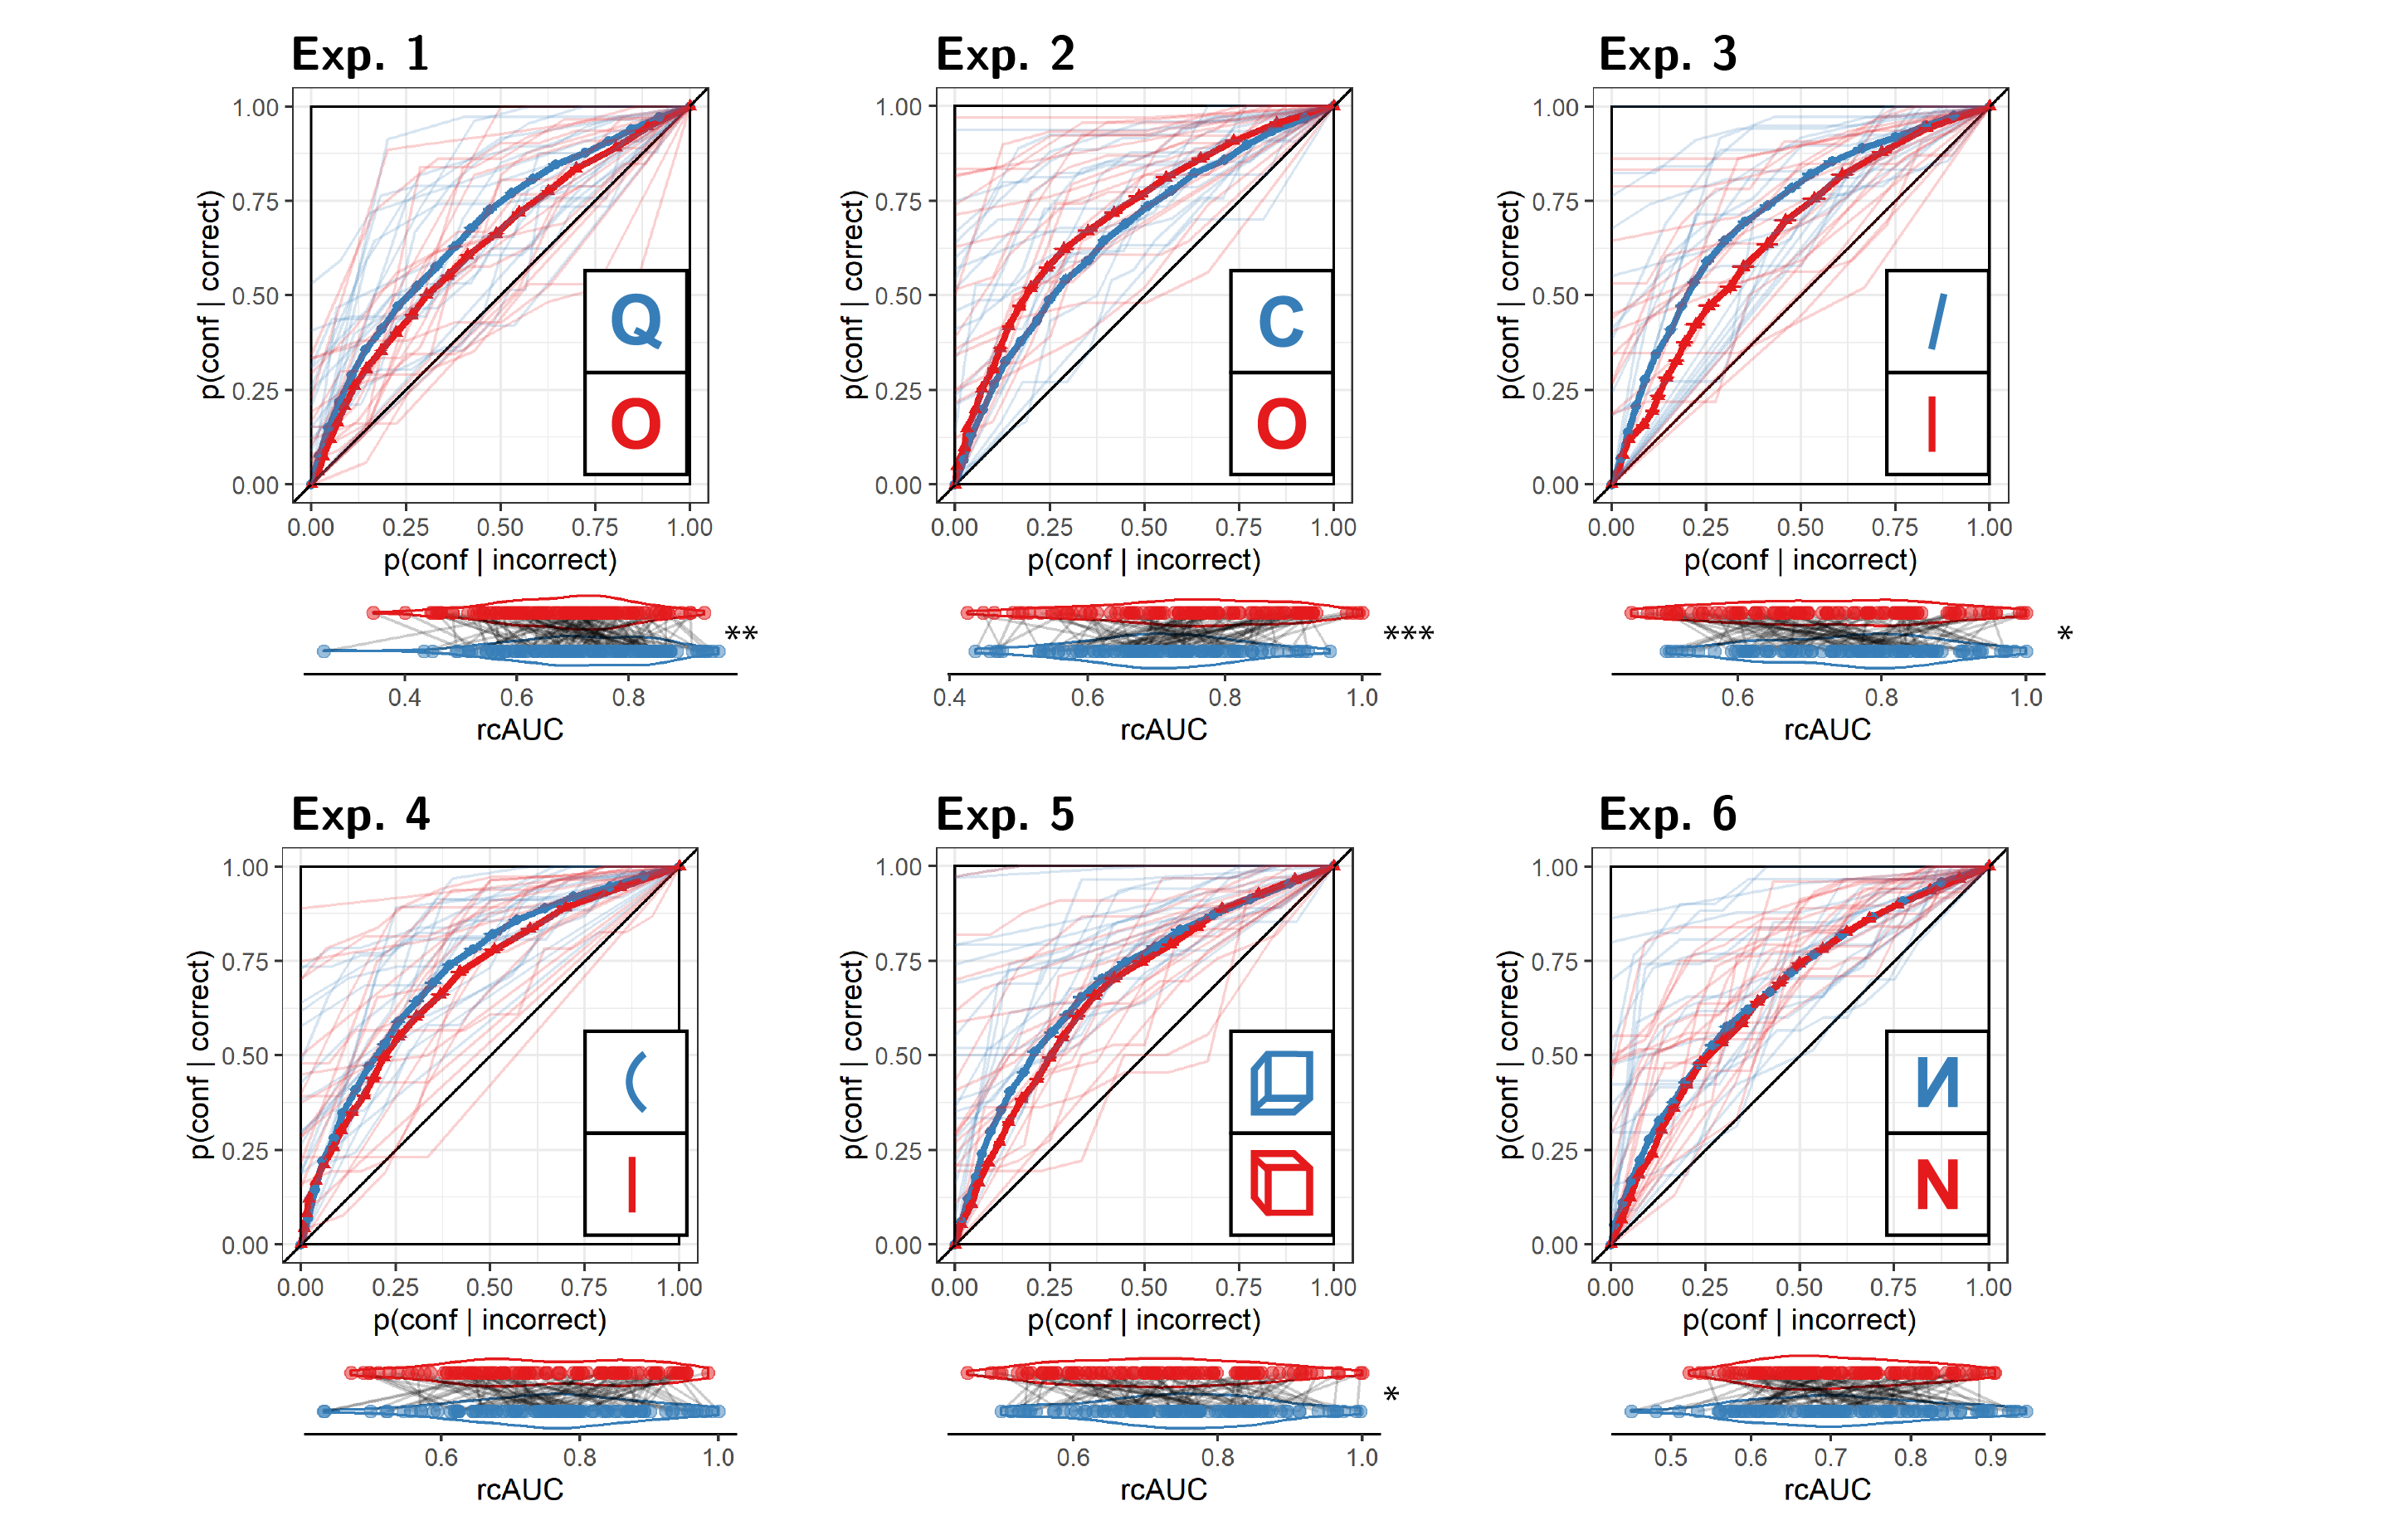 Exp. 1
1.00
0.75
0.50
0.25
0.00
p(conf | correct)
Q
O
0.00 0.25 0.50 0.75 1.00
p(conf | incorrect)
**
0.4 0.6 0.8
rcAUC
Exp. 2
1.00
0.75
0.50
0.25
0.00
p(conf | correct)
C
O
0.00 0.25 0.50 0.75 1.00
p(conf | incorrect)
***
0.4 0.6 0.8 1.0
rcAUC
Exp. 3
1.00
0.75
0.50
0.25
0.00
p(conf | correct)
/
|
0.00 0.25 0.50 0.75 1.00
p(conf | incorrect)
*
0.6 0.8 1.0
rcAUC
Exp. 4
1.00
0.75
0.50
0.25
0.00
p(conf | correct)
(
|
0.00 0.25 0.50 0.75 1.00
p(conf | incorrect)
0.6 0.8 1.0
rcAUC
Exp. 5
1.00
0.75
0.50
0.25
0.00
p(conf | correct)
0.00 0.25 0.50 0.75 1.00
p(conf | incorrect)
*
0.6 0.8 1.0
rcAUC
Exp. 6
1.00
0.75
0.50
0.25
0.00
p(conf | correct)
И
N
0.00 0.25 0.50 0.75 1.00
p(conf | incorrect)
0.5 0.6 0.7 0.8 0.9
rcAUC